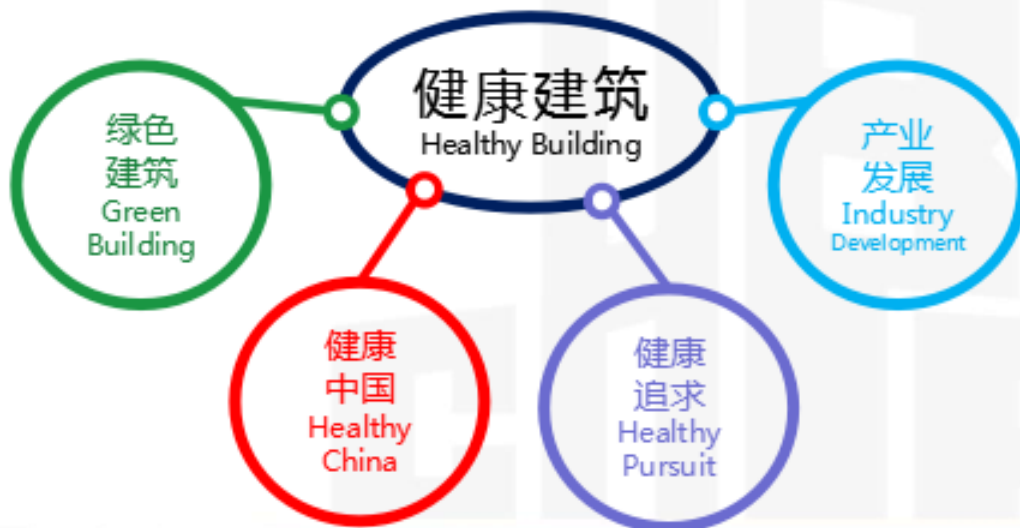 健康建筑
Healthy Building
绿色
建筑
Green
Building
健康
中国
Healthy
China
健康
追求
Healthy
Pursuit
产业
发展
Industry
Development